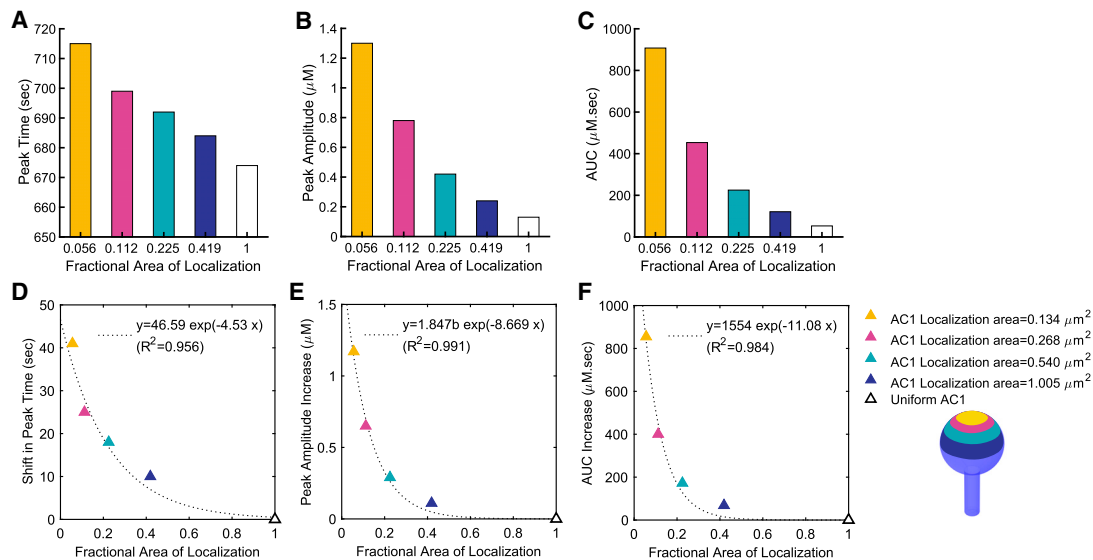 A
720
710
700
690
680
670
660
650
Peak Time (sec)
0.056 0.112 0.225 0.419 1
Fractional Area of Localization
B
1.4
1.2
1
0.8
0.6
0.4
0.2
0
Peak Amplitude (μM)
0.056 0.112 0.225 0.419 1
Fractional Area of Localization
C
1000
800
600
400
200
0
AUC (μM.sec)
0.056 0.112 0.225 0.419 1
Fractional Area of Localization
D
50
40
30
20
10
0
Shift in Peak Time (sec)
y=46.59 exp(-4.53 x)
(R²=0.956)
0 0.2 0.4 0.6 0.8 1
Fractional Area of Localization
E
1.5
1
0.5
0
Peak Amplitude Increase (μM)
y=1.847b exp(-8.669 x)
(R²=0.991)
0 0.2 0.4 0.6 0.8 1
Fractional Area of Localization
F
1000
800
600
400
200
0
AUC Increase (μM.sec)
y=1554 exp(-11.08 x)
(R²=0.984)
0 0.2 0.4 0.6 0.8 1
Fractional Area of Localization
AC1 Localization area=0.134 μm²
AC1 Localization area=0.268 μm²
AC1 Localization area=0.540 μm²
AC1 Localization area=1.005 μm²
Uniform AC1